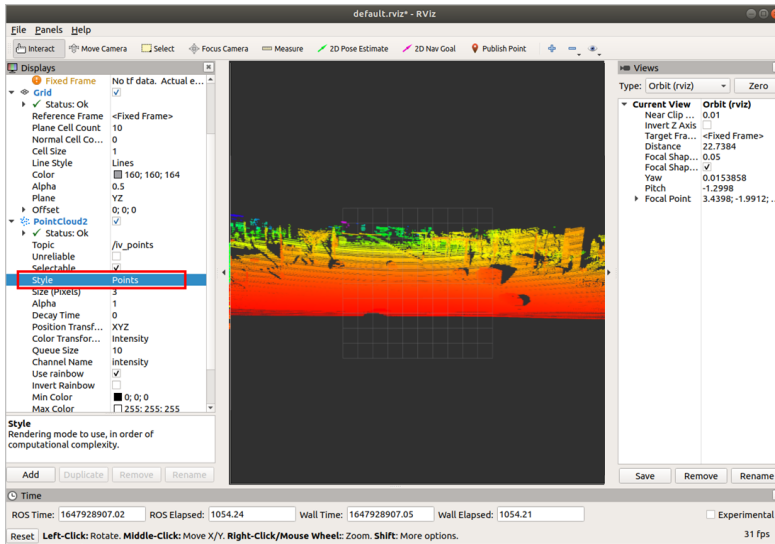 default.rviz* - RViz
File Panels Help
Interact Move Camera Select Focus Camera Measure 2D Pose Estimate 2D Nav Goal Publish Point
Displays
Fixed Frame No tf data. Actual e...
Grid
Status: Ok
Reference Frame <Fixed Frame>
Plane Cell Count 10
Normal Cell Co... 0
Cell Size 1
Line Style Lines
Color 160; 160; 164
Alpha 0.5
Plane YZ
Offset 0; 0; 0
PointCloud2
Status: Ok
Topic /iv_points
Unreliable
Selectable
Style Points
Size (Pixels) 3
Alpha 1
Decay Time 0
Position Transf... XYZ
Color Transfor... Intensity
Queue Size 10
Channel Name intensity
Use rainbow
Invert Rainbow
Min Color 0; 0; 0
Max Color 255; 255; 255
Style
Rendering mode to use, in order of
computational complexity.
Add Duplicate Remove Rename
Views
Type: Orbit (rviz) Zero
Current View Orbit (rviz)
Near Clip ... 0.01
Invert Z Axis
Target Fra... <Fixed Frame>
Distance 22.7384
Focal Shap... 0.05
Focal Shap...
Yaw 0.0153858
Pitch -1.2998
Focal Point 3.4398; -1.9912; ...
Save Remove Rename
Time
ROS Time: 1647928907.02 ROS Elapsed: 1054.24 Wall Time: 1647928907.05 Wall Elapsed: 1054.21 Experimental
Reset Left-Click: Rotate. Middle-Click: Move X/Y. Right-Click/Mouse Wheel:: Zoom. Shift: More options. 31 fps